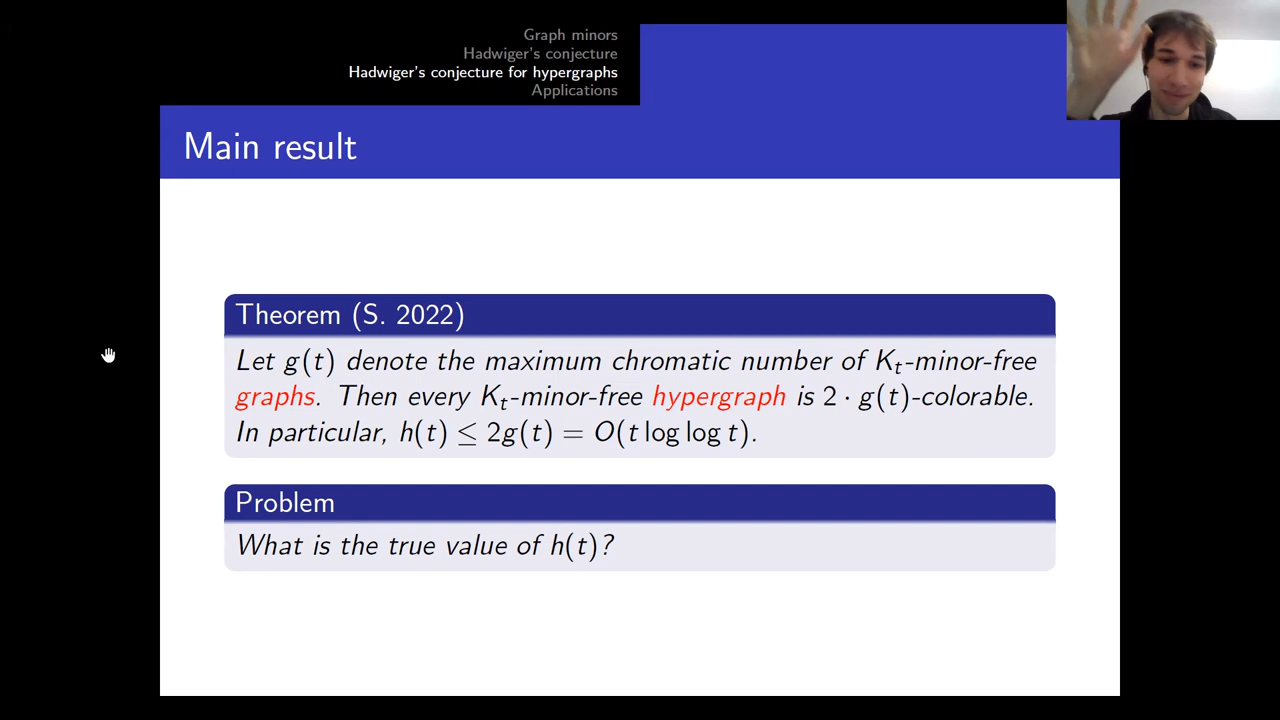 Graph minors
Hadwiger's conjecture
Hadwiger's conjecture for hypergraphs
Applications
Main result
Theorem (S. 2022)
Let g(t) denote the maximum chromatic number of Kₜ-minor-free
graphs. Then every Kₜ-minor-free hypergraph is 2 · g(t)-colorable.
In particular, h(t) ≤ 2g(t) = O(t log log t).
Problem
What is the true value of h(t)?